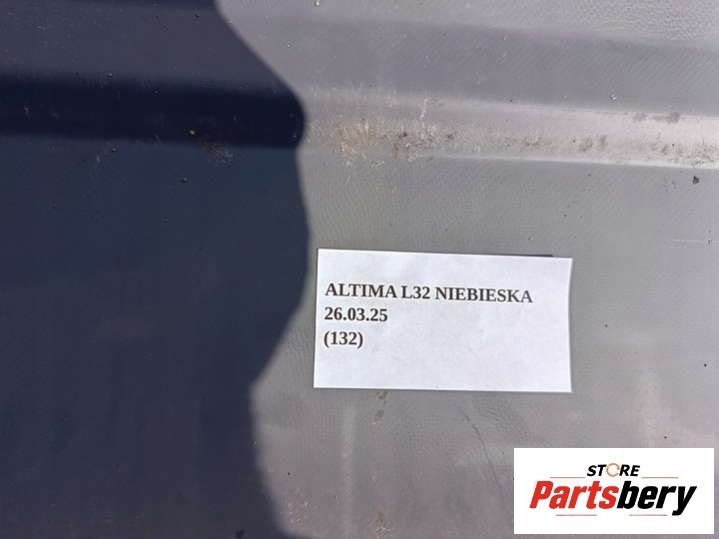 ALTIMA L32 NIEBIESKA
26.03.25
(132)
STORE
Partsbery